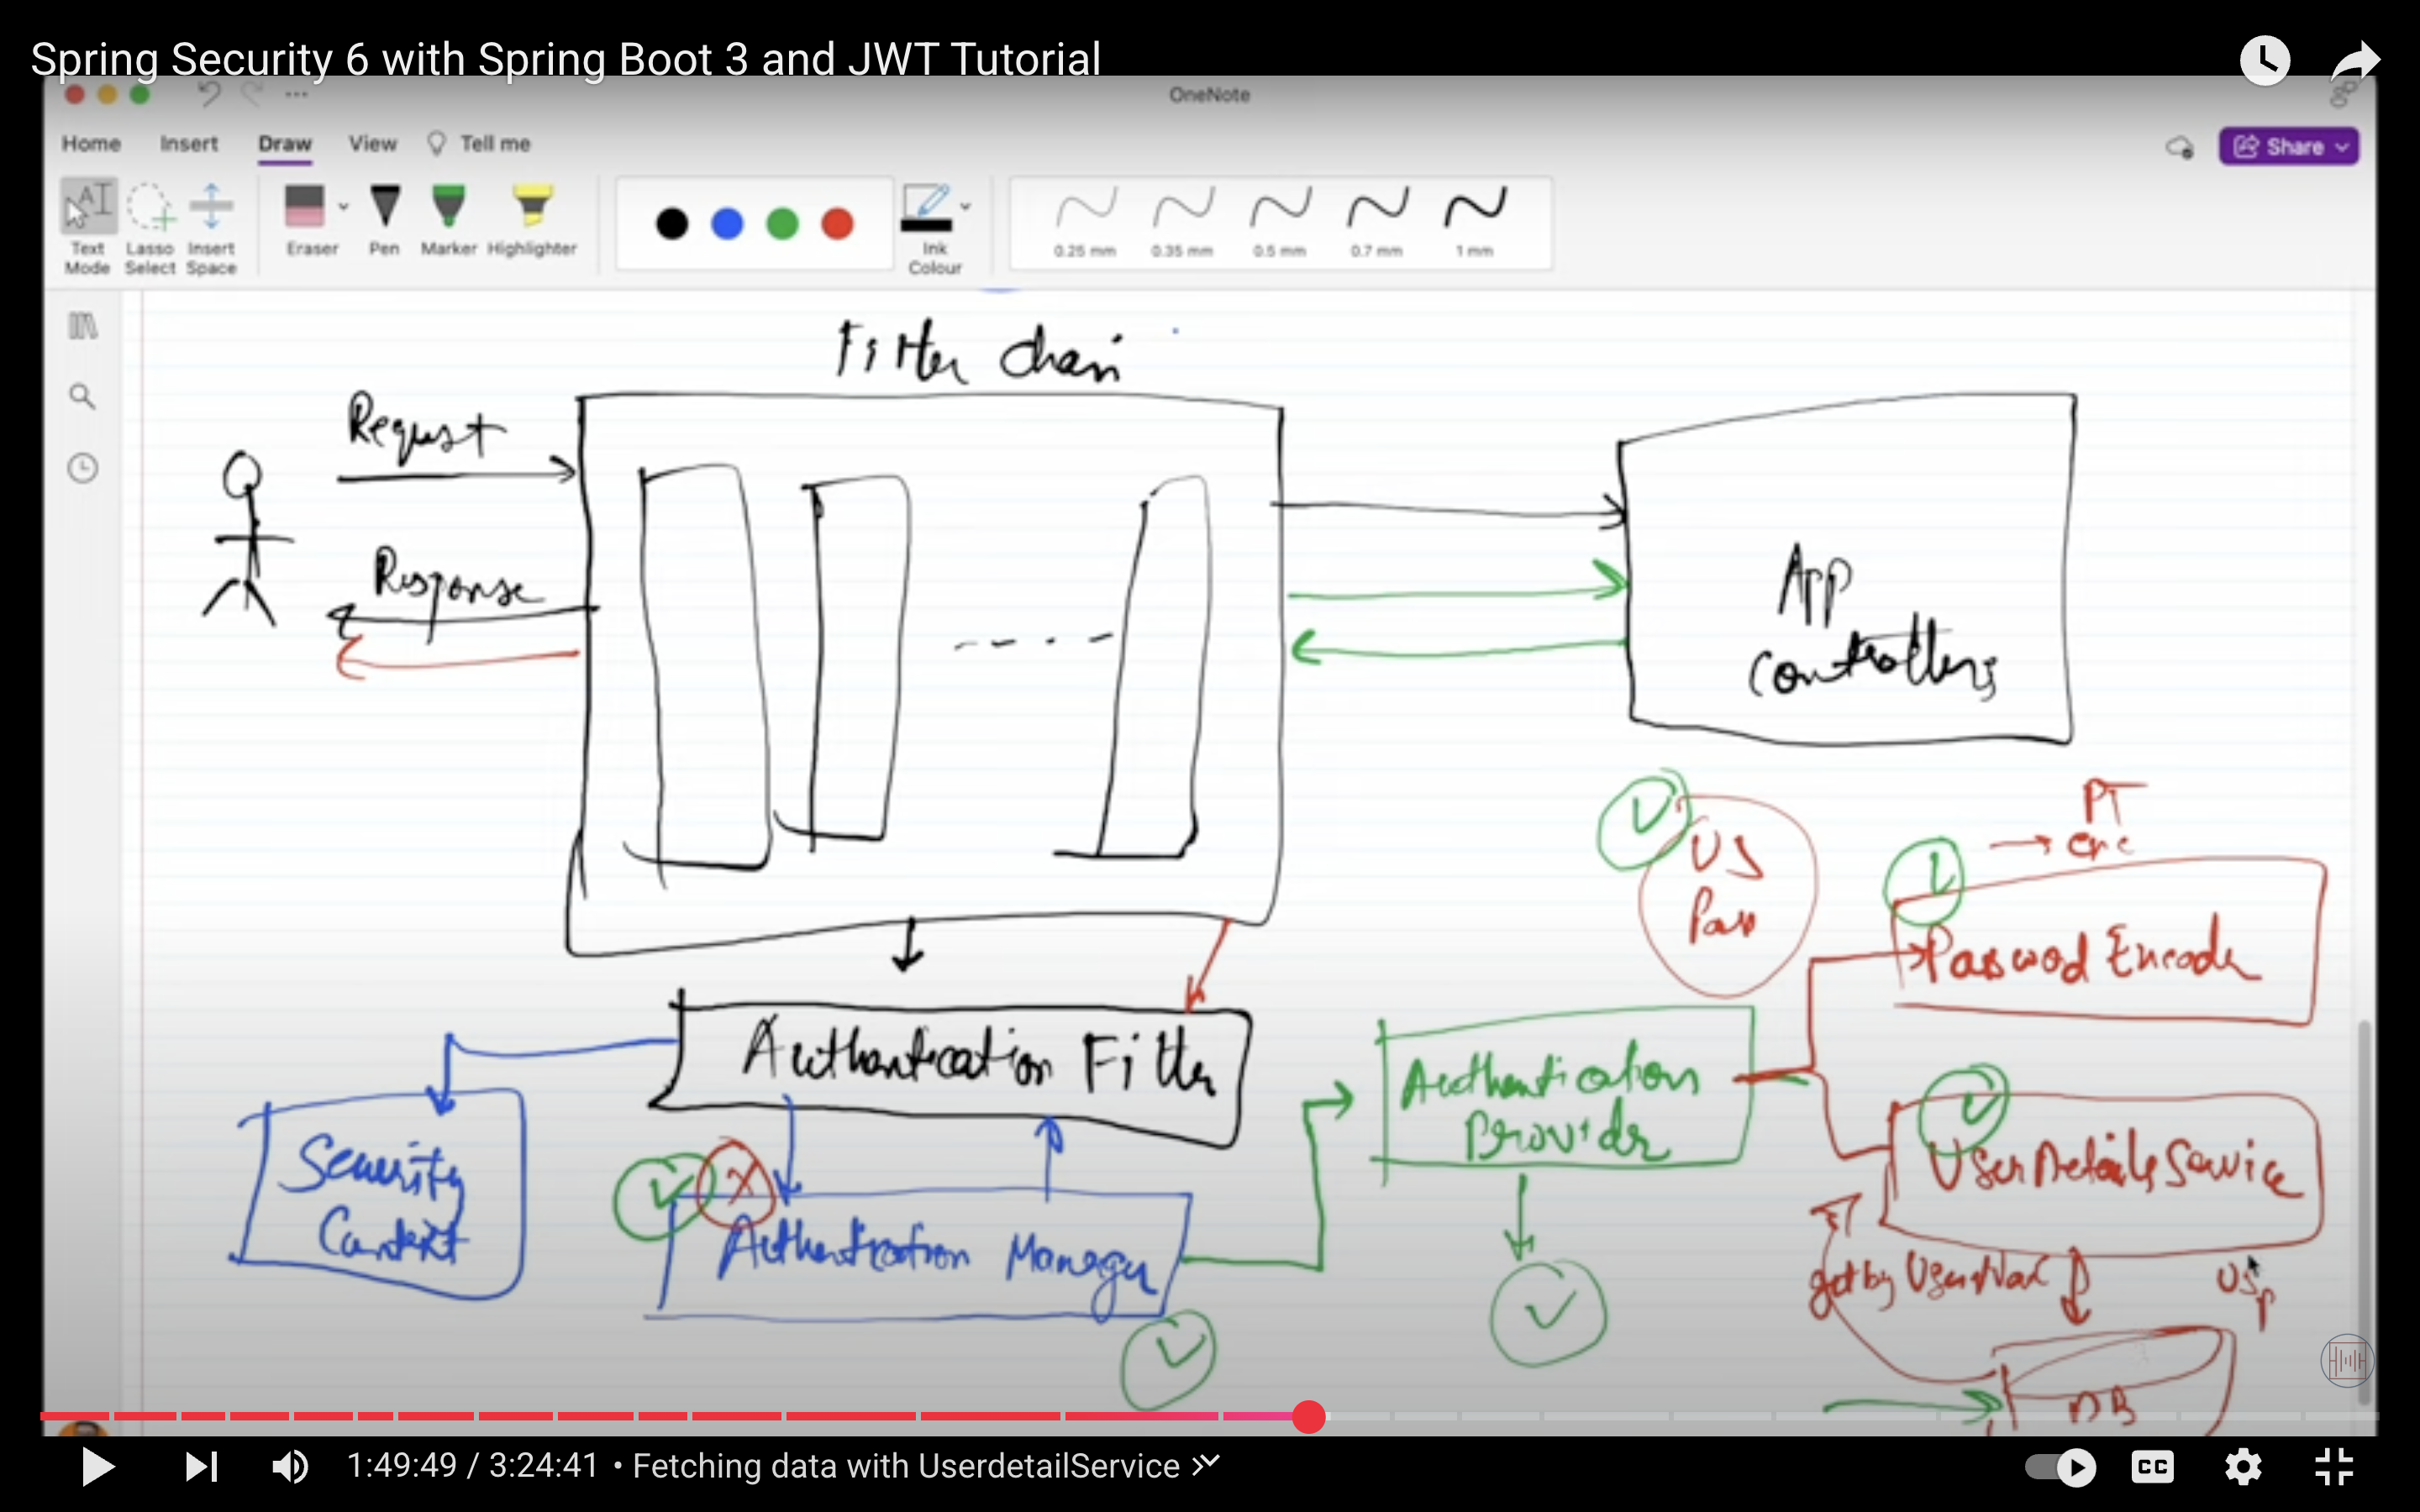 Spring Security 6 with Spring Boot 3 and JWT Tutorial
OneNote
Home Insert Draw View Tell me
Share
Text Mode
Lasso Select
Insert Space
Eraser
Pen
Marker
Highlighter
Ink Colour
0.25 mm
0.35 mm
0.5 mm
0.7 mm
1 mm
Filter chain
Request
Response
App
Controllers
US
Pass
PT
→ enc
Password Encoder
Authentication Filter
Security
Context
Authentication Manager
Authentication
Provider
UserDetailsService
get by UserName
US
P
DB
1:49:49 / 3:24:41 • Fetching data with UserdetailService
CC